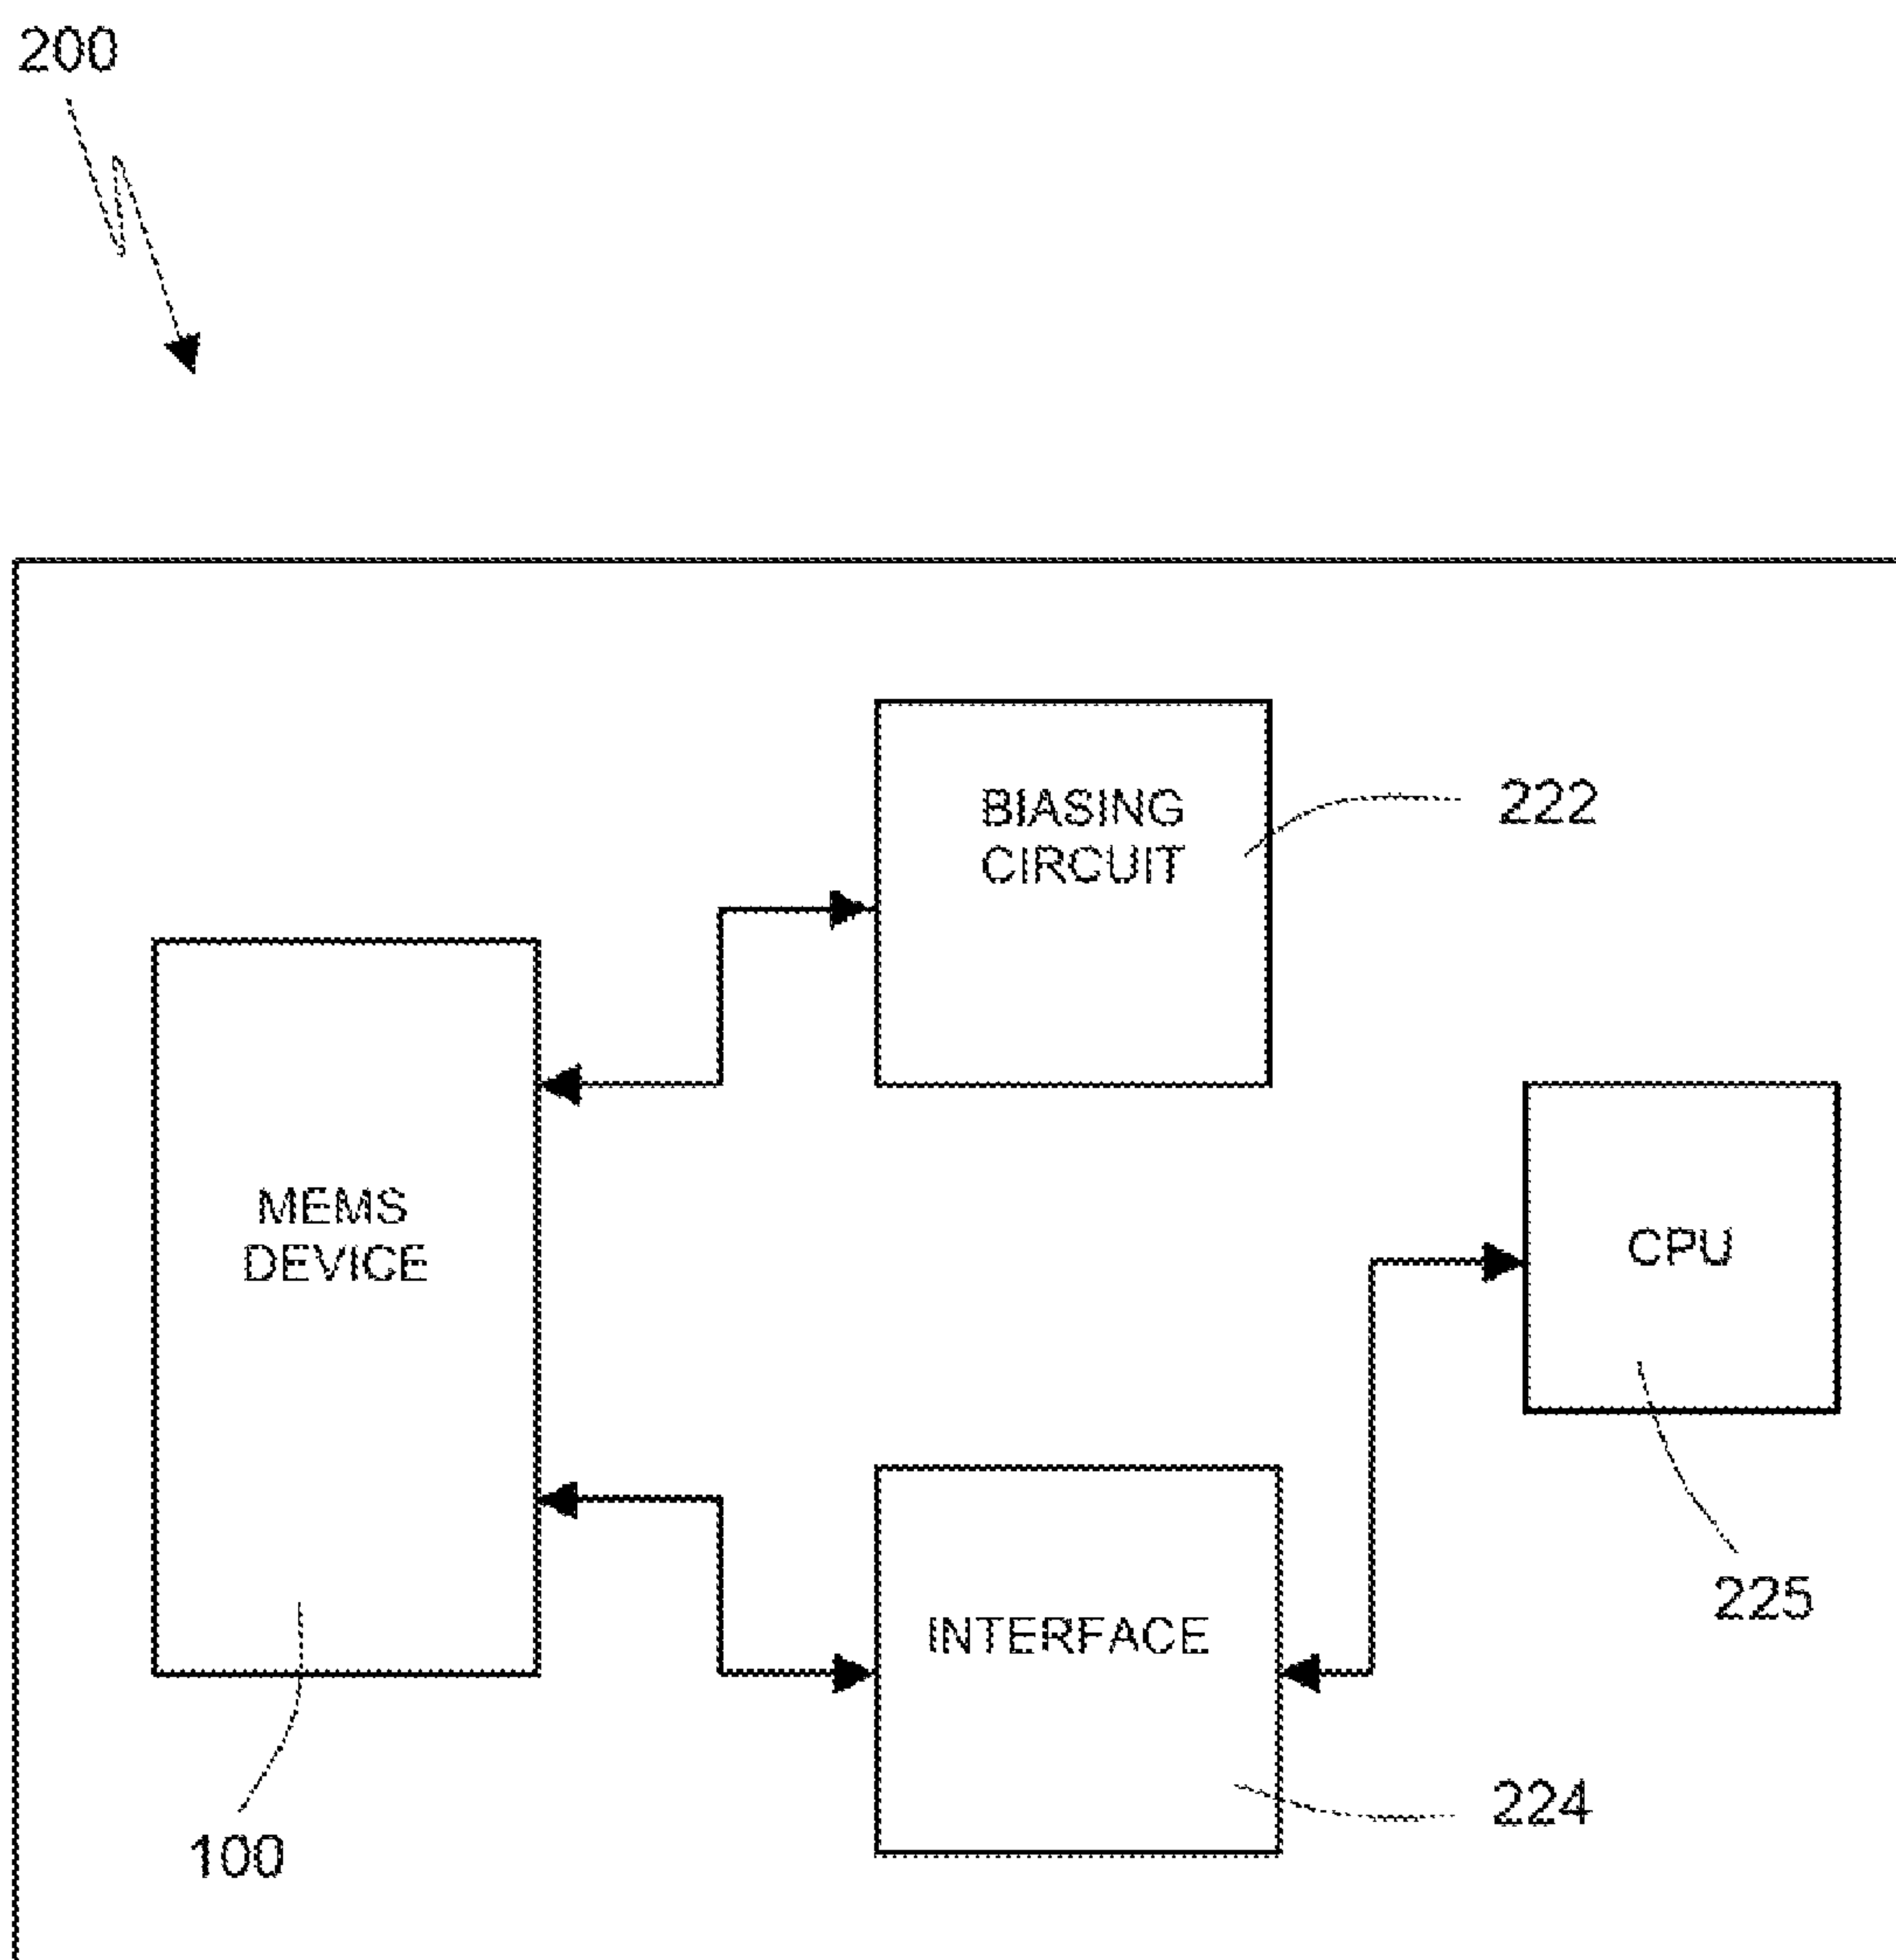 200
BIASING
CIRCUIT
222
MEMS
DEVICE
CPU
225
INTERFACE
224
100